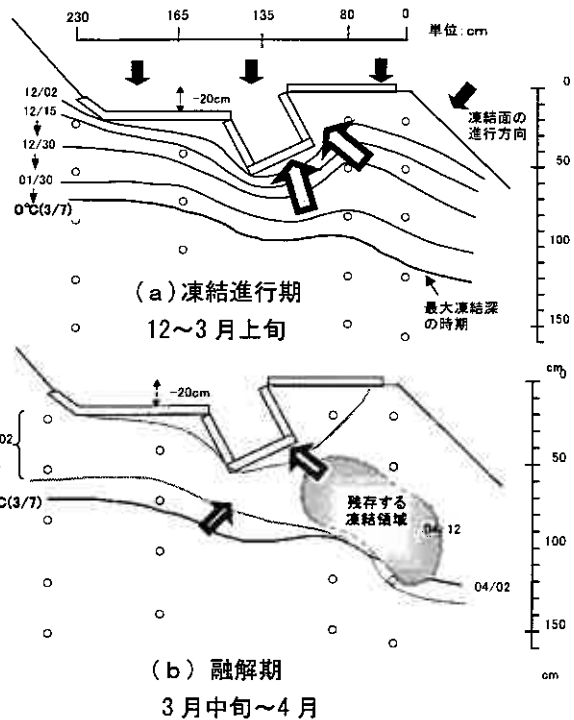 230 165 135 80 0
単位:cm
-20cm
12/02
12/15
12/30
01/30
0℃(3/7)
凍結面の
進行方向
0
50
100
150
最大凍結深
の時期
(a)凍結進行期
12~3月上旬
cm
0
-20cm
02
℃(3/7)
50
残存する
凍結領域
04/12
100
04/02
150
cm
(b) 融解期
3月中旬~4月